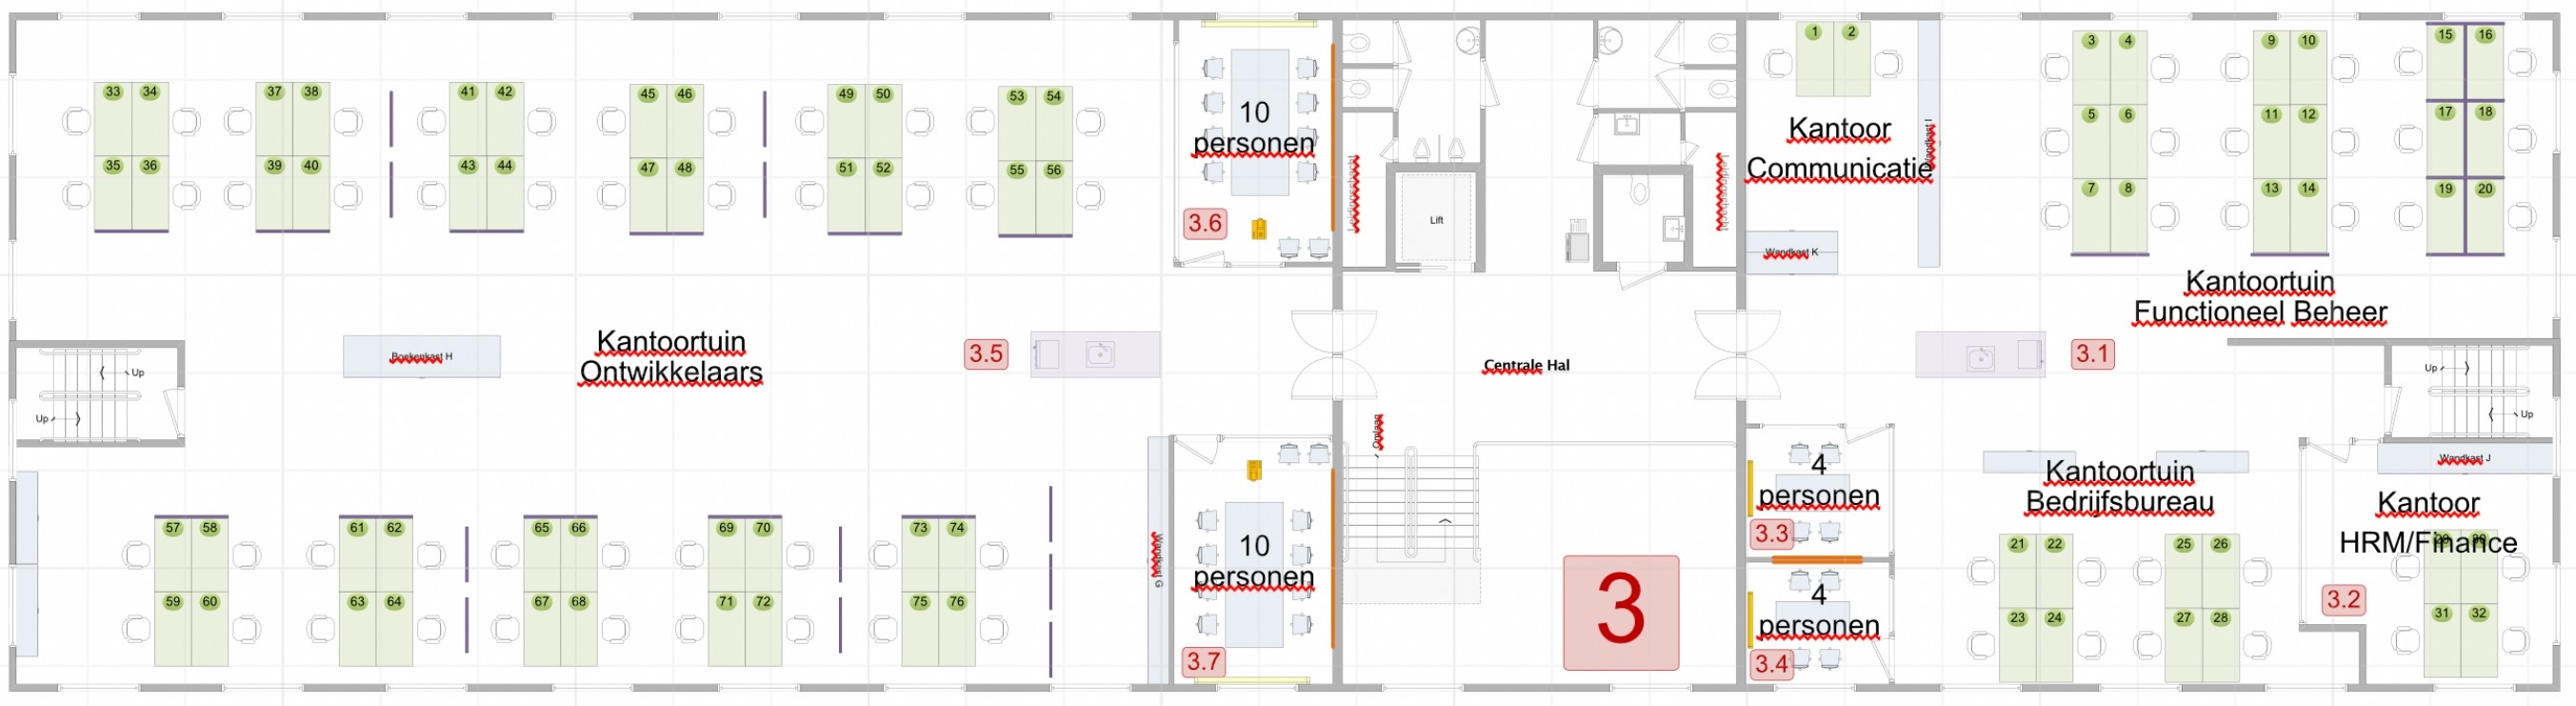 33 34
35 36
37 38
39 40
41 42
43 44
45 46
47 48
49 50
51 52
53 54
55 56
10
personen
3.6
Lift
1 2
Kantoor
Communicatie
Wandkast I
Wandkast K
3 4
5 6
7 8
9 10
11 12
13 14
15 16
17 18
19 20
Kantoortuin
Functioneel Beheer
Up
Up
Boekenkast H
Kantoortuin
Ontwikkelaars
3.5
Centrale Hal
Omlaag
3.1
Up
Up
57 58
59 60
61 62
63 64
65 66
67 68
69 70
71 72
73 74
75 76
Wandkast G
10
personen
3.7
3
4
personen
3.3
4
personen
3.4
Kantoortuin
Bedrijfsbureau
21 22
23 24
25 26
27 28
Wandkast J
Kantoor
HRM/Finance
3.2
31 32